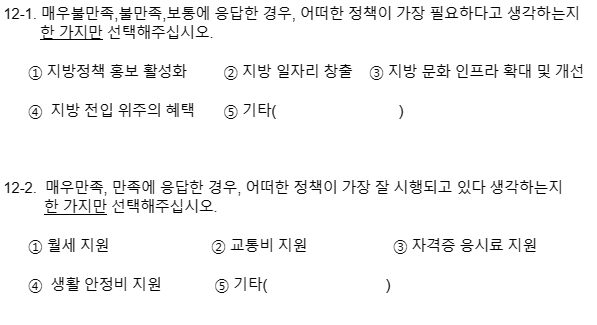 12-1. 매우불만족,불만족,보통에 응답한 경우, 어떠한 정책이 가장 필요하다고 생각하는지
한 가지만 선택해주십시오.
① 지방정책 홍보 활성화 ② 지방 일자리 창출 ③ 지방 문화 인프라 확대 및 개선
④ 지방 전입 위주의 혜택 ⑤ 기타( )
12-2. 매우만족, 만족에 응답한 경우, 어떠한 정책이 가장 잘 시행되고 있다 생각하는지
한 가지만 선택해주십시오.
① 월세 지원 ② 교통비 지원 ③ 자격증 응시료 지원
④ 생활 안정비 지원 ⑤ 기타( )